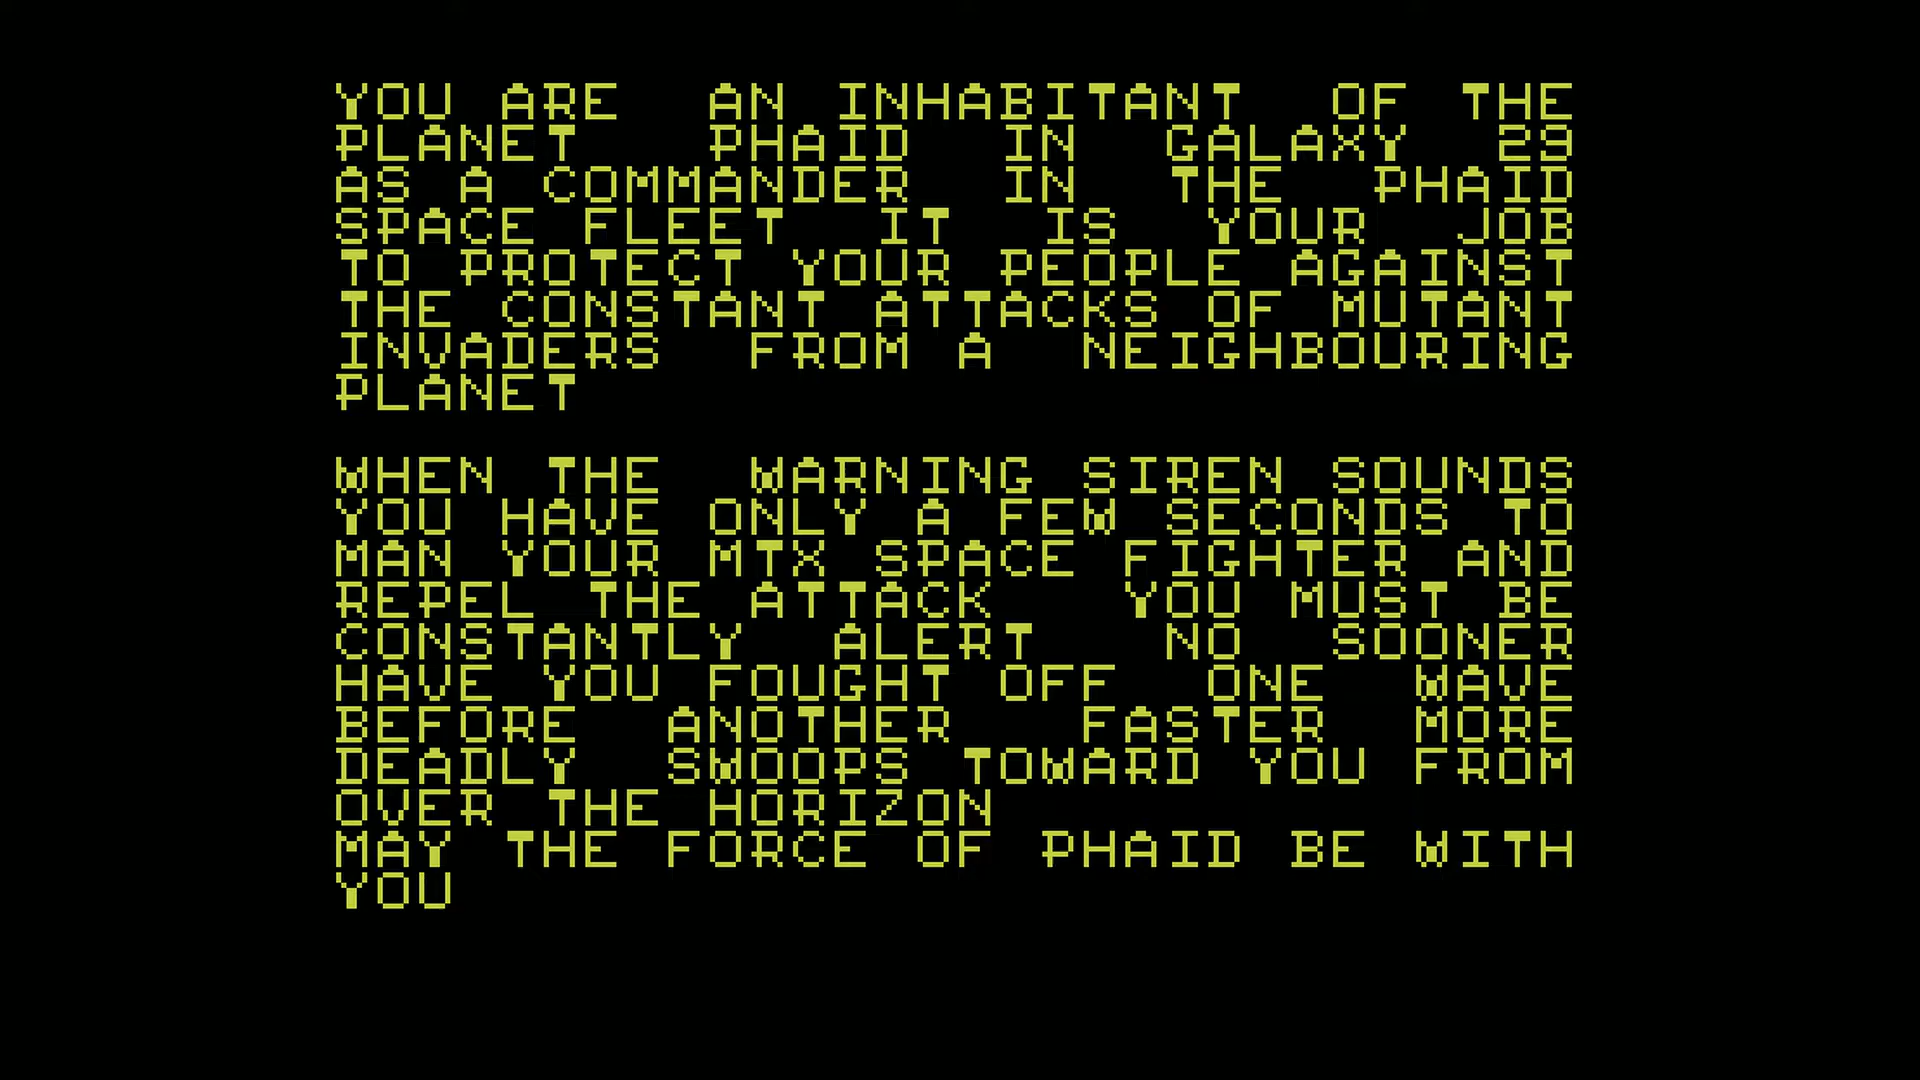 YOU ARE  AN INHABITANT  OF THE
PLANET   PHAID  IN  GALAXY  29
AS A COMMANDER  IN  THE  PHAID
SPACE FLEET  IT  IS  YOUR  JOB
TO PROTECT YOUR PEOPLE AGAINST
THE CONSTANT ATTACKS OF MUTANT
INVADERS  FROM A  NEIGHBOURING
PLANET
WHEN THE  WARNING SIREN SOUNDS
YOU HAVE ONLY A FEW SECONDS TO
MAN YOUR MTX SPACE FIGHTER AND
REPEL THE ATTACK   YOU MUST BE
CONSTANTLY  ALERT   NO  SOONER
HAVE YOU FOUGHT OFF  ONE  WAVE
BEFORE  ANOTHER   FASTER  MORE
DEADLY  SWOOPS TOWARD YOU FROM
OVER THE HORIZON
MAY THE FORCE OF PHAID BE WITH
YOU